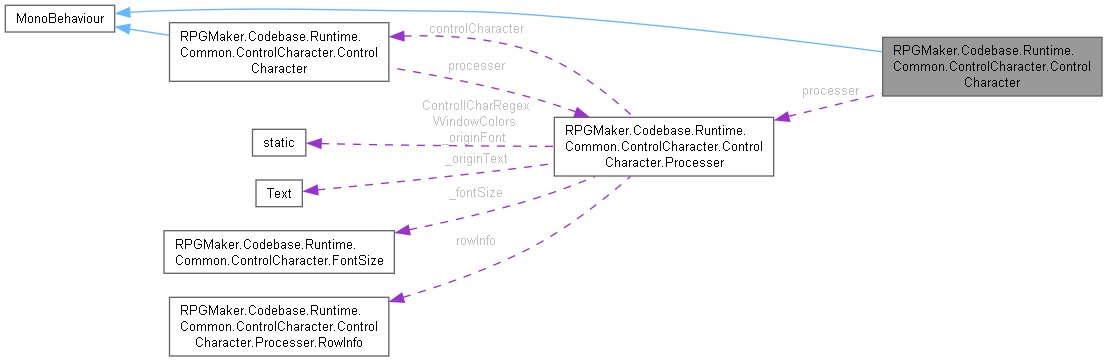 MonoBehaviour
RPGMaker.Codebase.Runtime.
Common.ControlCharacter.Control
Character
controlCharacter
processer
RPGMaker.Codebase.Runtime.
Common.ControlCharacter.Control
Character
processer
ControllCharRegex
WindowColors
_originFont
static
RPGMaker.Codebase.Runtime.
Common.ControlCharacter.Control
Character.Processer
_originText
Text
_fontSize
RPGMaker.Codebase.Runtime.
Common.ControlCharacter.FontSize
rowInfo
RPGMaker.Codebase.Runtime.
Common.ControlCharacter.Control
Character.Processer.RowInfo